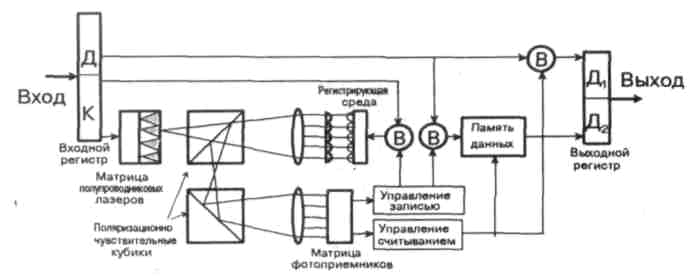 Вход
Д
К
Входной
регистр
Матрица
полупроводниковых
лазеров
Поляризационно
чувствительные
кубики
Регистрирующая
среда
В
В
В
Память
данных
Д₁
Д₂
Выход
Выходной
регистр
Управление
записью
Управление
считыванием
Матрица
фотоприемников